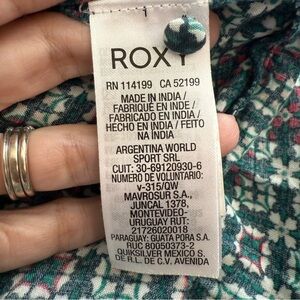 1
ROXY
RN 114199 CA 52199
MADE IN INDIA /
FABRIQUÉ EN INDE /
FABRICADO EN INDIA /
HECHO EN INDIA / FEITO
NA ÍNDIA
ARGENTINA WORLD
SPORT SRL
CUIT: 30-69120930-6
NUMERO DE VOLUNTARIO:
v-315/QW
MAVROSUR S.A.,
JUNCAL 1378,
MONTEVIDEO-
URUGUAY RUT:
217260020018
PARAGUAY: GUATA PORA S.A.
RUC 80050373-2
QUIKSILVER MEXICO S.
DE R.L. DE C.V. AVENIDA